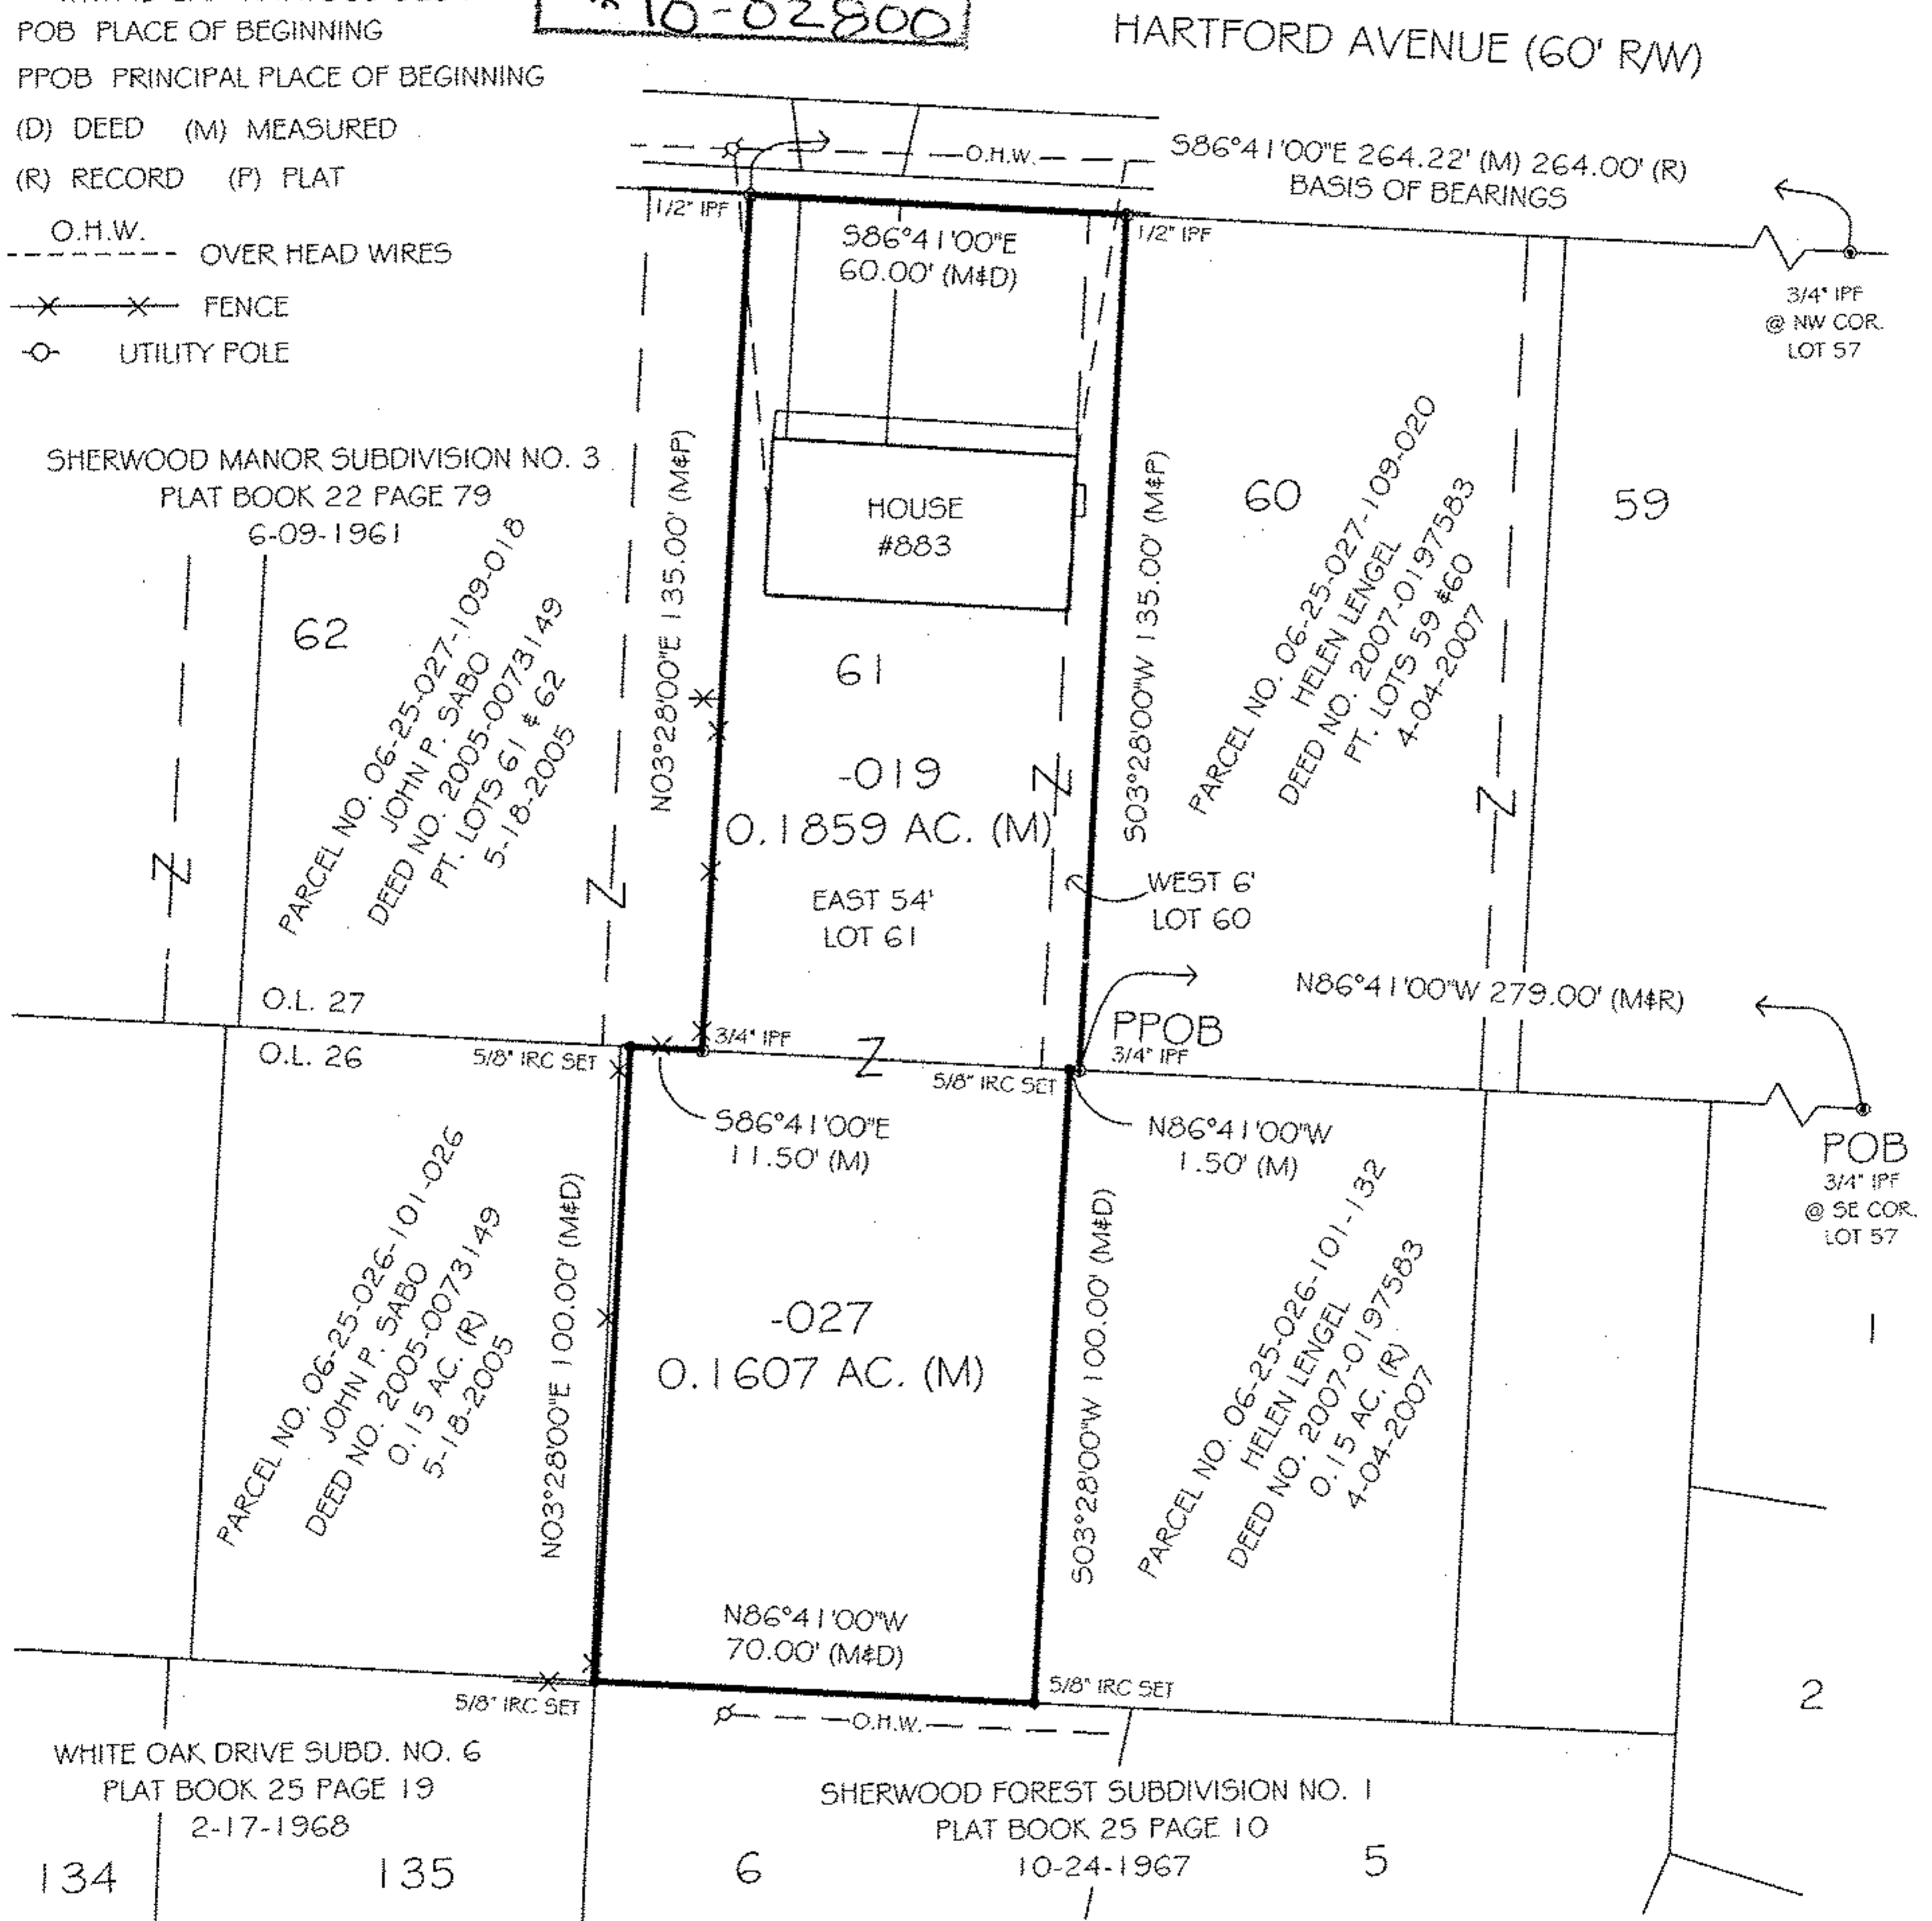 POB PLACE OF BEGINNING
PPOB PRINCIPAL PLACE OF BEGINNING
(D) DEED (M) MEASURED
(R) RECORD (P) PLAT
O.H.W.
OVER HEAD WIRES
FENCE
UTILITY POLE
10-02800
HARTFORD AVENUE (60' R/W)
O.H.W.
S86°41'00"E 264.22' (M) 264.00' (R)
BASIS OF BEARINGS
1/2" IPF
S86°41'00"E
60.00' (M&D)
1/2" IPF
3/4" IPF
@ NW COR.
LOT 57
SHERWOOD MANOR SUBDIVISION NO. 3
PLAT BOOK 22 PAGE 79
6-09-1961
62
PARCEL NO. 06-25-027-109-018
JOHN P. SABO
DEED NO. 2005-0073149
PT. LOTS 61 & 62
5-18-2005
N03°28'00"E 135.00' (M&P)
HOUSE
#883
61
-019
0.1859 AC. (M)
EAST 54'
LOT 61
S03°28'00"W 135.00' (M&P)
60
59
PARCEL NO. 06-25-027-109-020
HELEN LENGEL
DEED NO. 2007-0197583
PT. LOTS 59 & 60
4-04-2007
WEST 6'
LOT 60
N86°41'00"W 279.00' (M&R)
O.L. 27
O.L. 26
5/8" IRC SET
3/4" IPF
5/8" IRC SET
PPOB
3/4" IPF
S86°41'00"E
11.50' (M)
N86°41'00"W
1.50' (M)
POB
3/4" IPF
@ SE COR.
LOT 57
PARCEL NO. 06-25-026-101-026
JOHN P. SABO
DEED NO. 2005-0073149
0.15 AC. (R)
5-18-2005
N03°28'00"E 100.00' (M&D)
-027
0.1607 AC. (M)
S03°28'00"W 100.00' (M&D)
PARCEL NO. 06-25-026-101-132
HELEN LENGEL
DEED NO. 2007-0197583
0.15 AC. (R)
4-04-2007
1
N86°41'00"W
70.00' (M&D)
5/8" IRC SET
5/8" IRC SET
O.H.W.
2
WHITE OAK DRIVE SUBD. NO. 6
PLAT BOOK 25 PAGE 19
2-17-1968
SHERWOOD FOREST SUBDIVISION NO. 1
PLAT BOOK 25 PAGE 10
10-24-1967
134
135
6
5